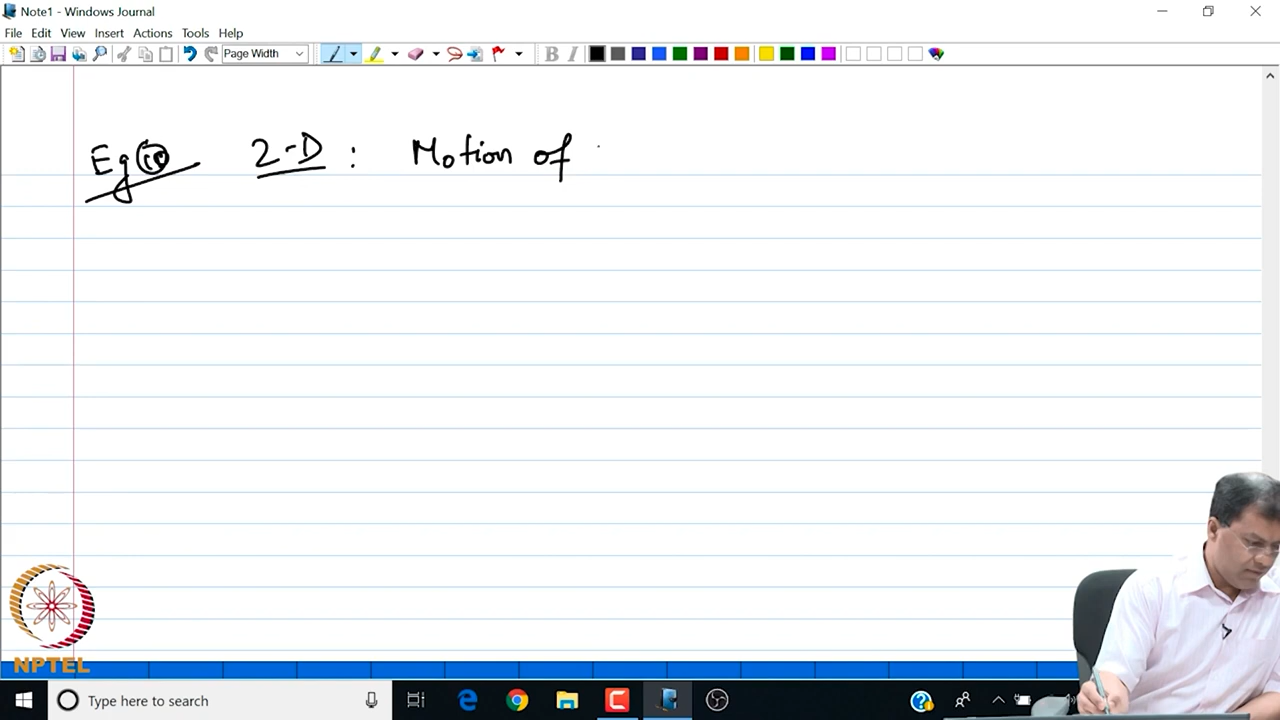 Note1 - Windows Journal
File Edit View Insert Actions Tools Help
Page Width B I
Eg 2-D : Motion of
NPTEL
Type here to search